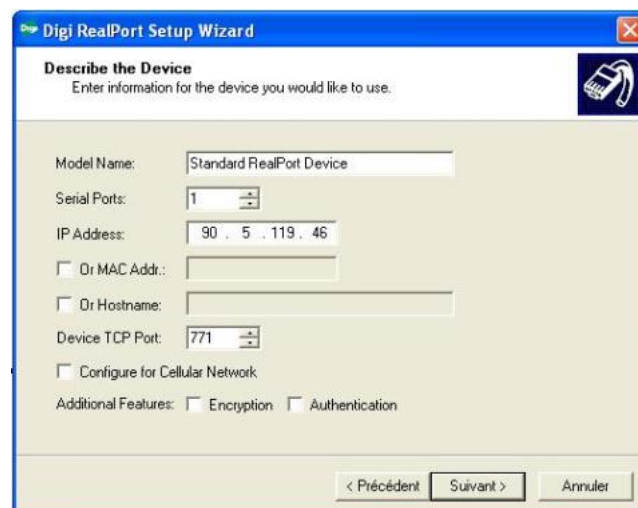 Digi RealPort Setup Wizard
Describe the Device
Enter information for the device you would like to use.
Model Name: Standard RealPort Device
Serial Ports: 1
IP Address: 90 . 5 . 119 . 46
Or MAC Addr.:
Or Hostname:
Device TCP Port: 771
Configure for Cellular Network
Additional Features: Encryption Authentication
< Précédent Suivant > Annuler